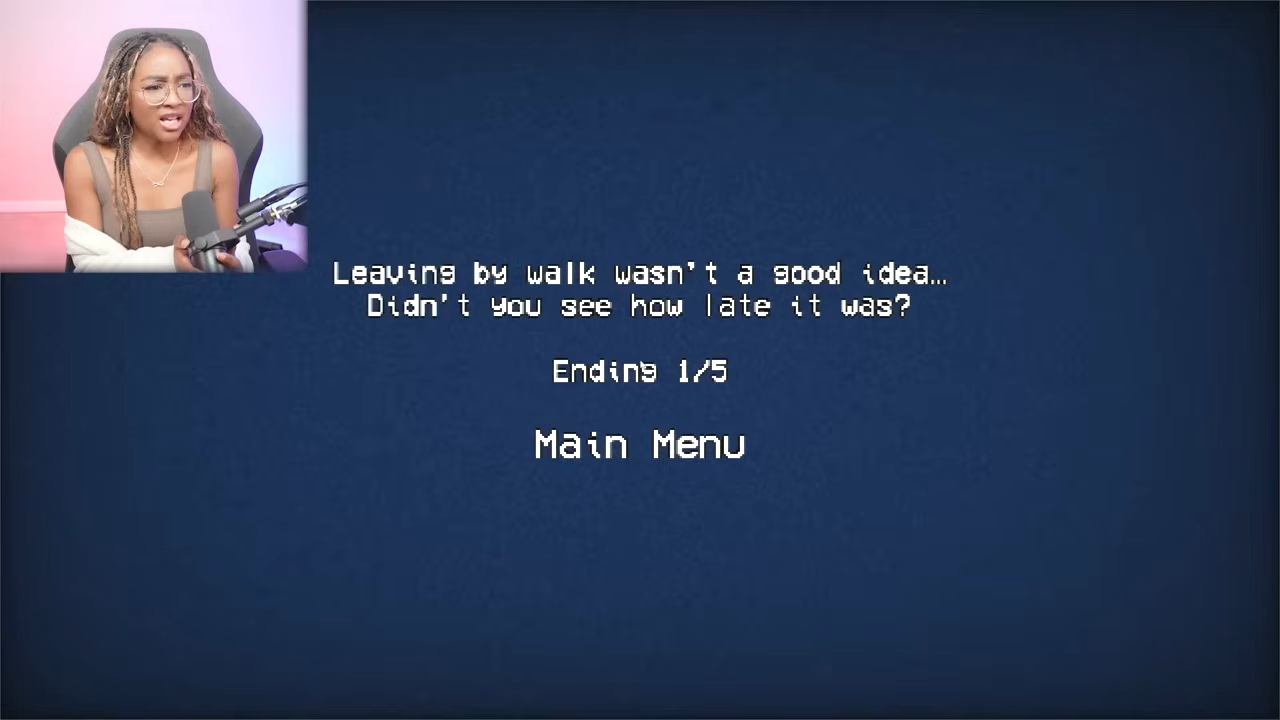 Leaving by walk wasn't a good idea…
Didn't you see how late it was?
Ending 1/5
Main Menu